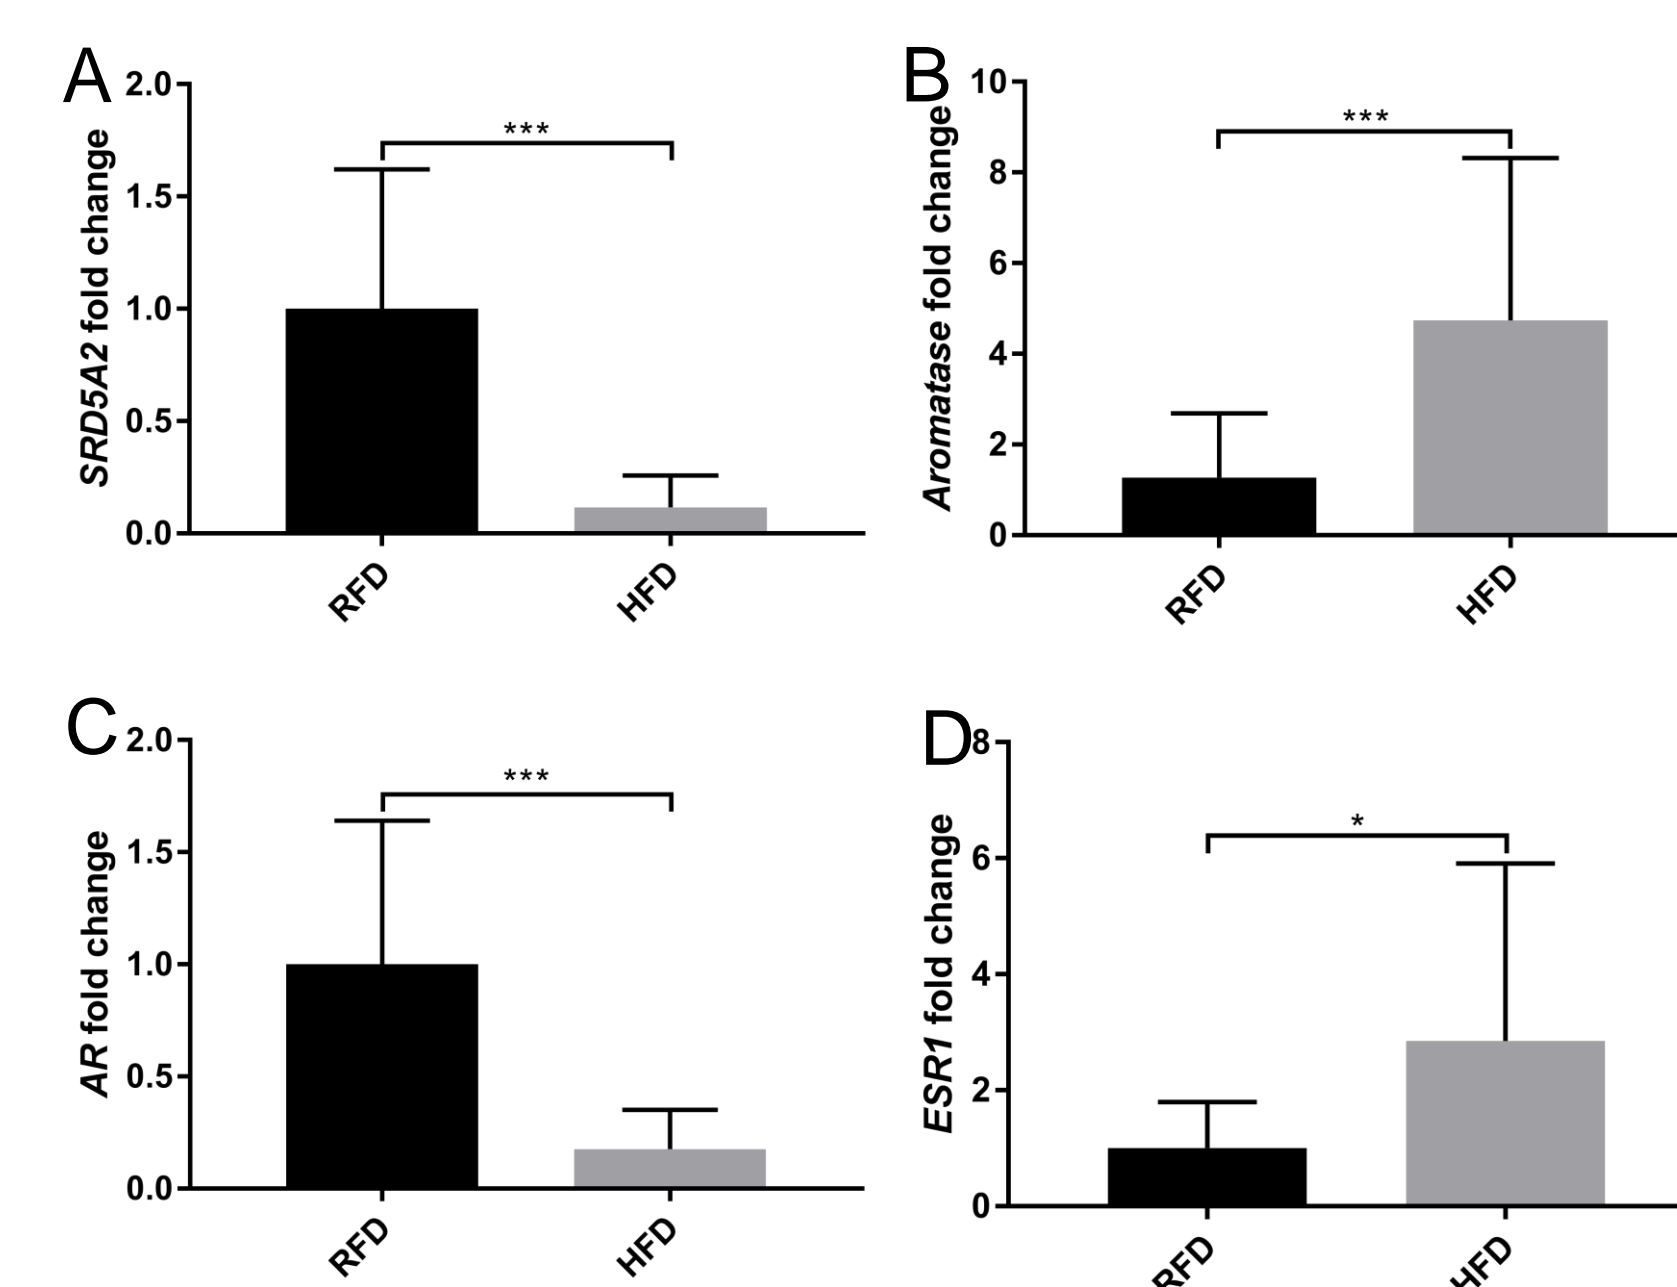 A
SRD5A2 fold change
2.0
1.5
1.0
0.5
0.0
***
RFD
HFD
B
Aromatase fold change
10
8
6
4
2
0
***
RFD
HFD
C
AR fold change
2.0
1.5
1.0
0.5
0.0
***
RFD
HFD
D
ESR1 fold change
8
6
4
2
0
*
RFD
HFD